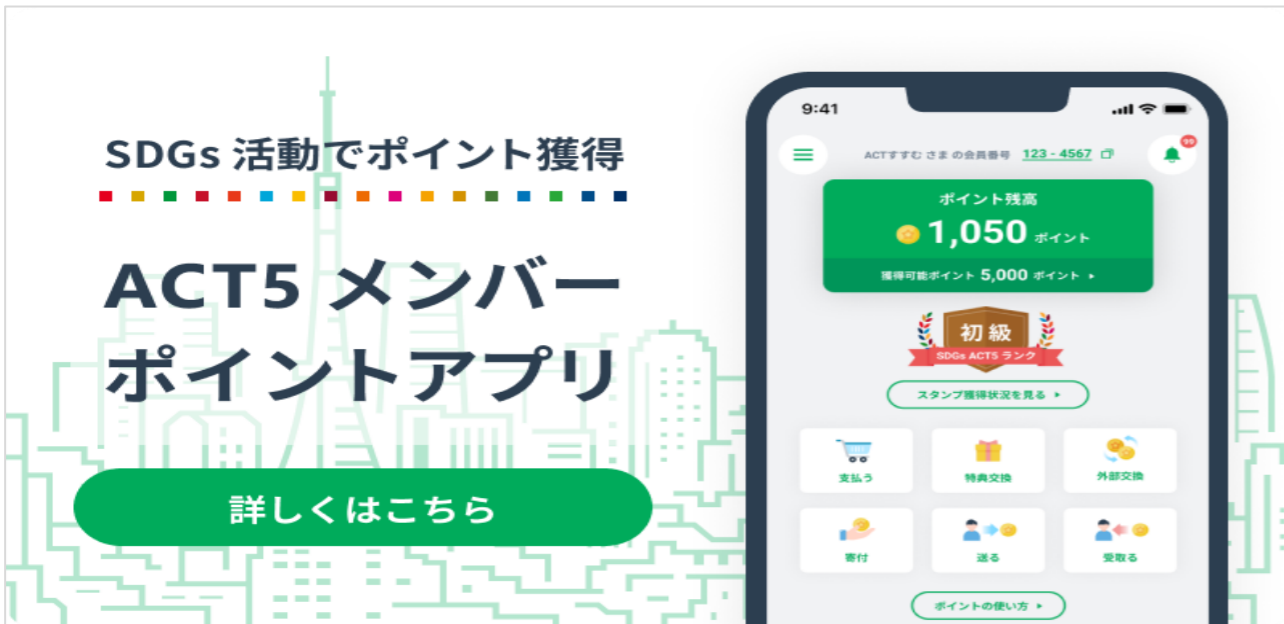 SDGs 活動でポイント獲得
ACT5 メンバー
ポイントアプリ
詳しくはこちら
9:41
ACTすすむ さま の会員番号 123 - 4567
99
ポイント残高
1,050 ポイント
獲得可能ポイント 5,000 ポイント
初級
SDGs ACT5 ランク
スタンプ獲得状況を見る
支払う 特典交換 外部交換
寄付 送る 受取る
ポイントの使い方